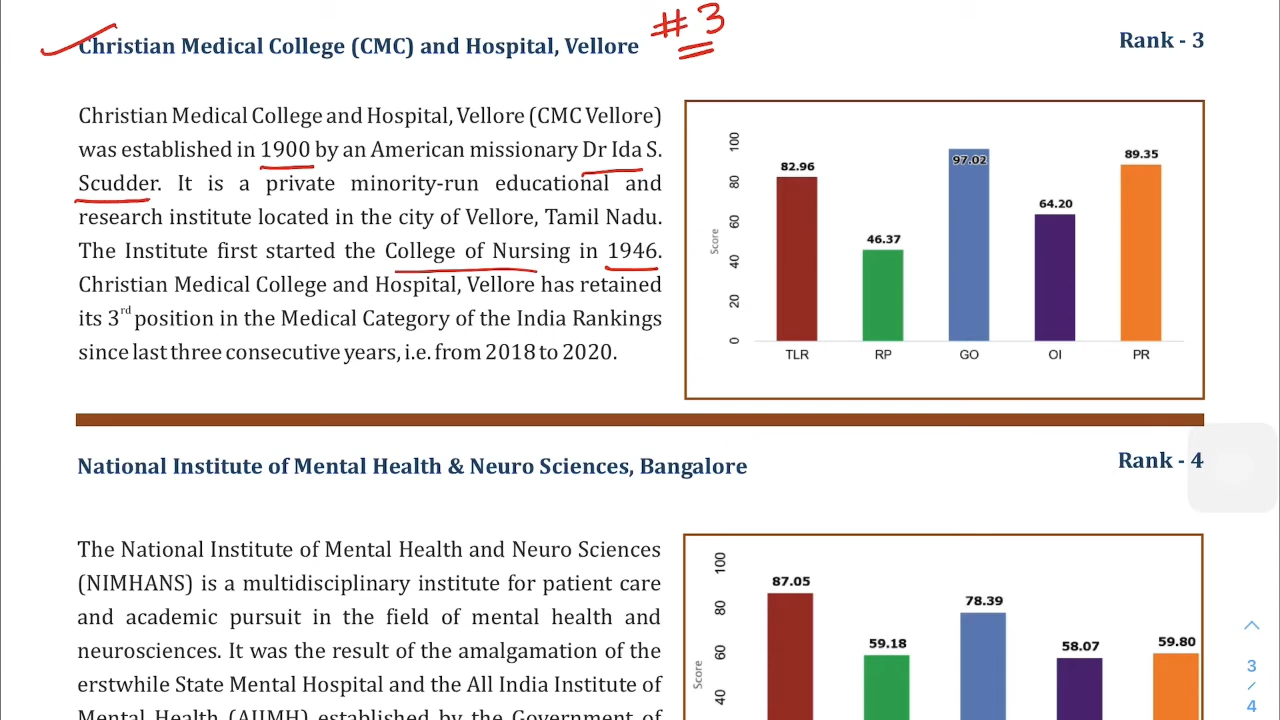 Christian Medical College (CMC) and Hospital, Vellore #3 Rank - 3
Christian Medical College and Hospital, Vellore (CMC Vellore)
was established in 1900 by an American missionary Dr Ida S.
Scudder. It is a private minority-run educational and
research institute located in the city of Vellore, Tamil Nadu.
The Institute first started the College of Nursing in 1946.
Christian Medical College and Hospital, Vellore has retained
its 3rd position in the Medical Category of the India Rankings
since last three consecutive years, i.e. from 2018 to 2020.
Score
100
80
60
40
20
0
82.96
46.37
97.02
64.20
89.35
TLR RP GO OI PR
National Institute of Mental Health & Neuro Sciences, Bangalore Rank - 4
The National Institute of Mental Health and Neuro Sciences
(NIMHANS) is a multidisciplinary institute for patient care
and academic pursuit in the field of mental health and
neurosciences. It was the result of the amalgamation of the
erstwhile State Mental Hospital and the All India Institute of
Mental Health (AIIMH) established by the Government of
Score
100
80
60
40
87.05
59.18
78.39
58.07
59.80
3
/
4